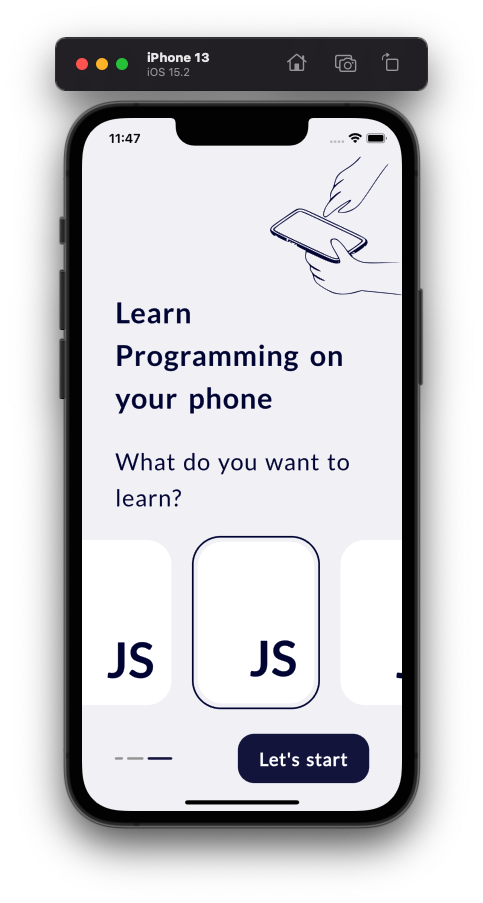 iPhone 13
iOS 15.2
11:47
Learn
Programming on
your phone
What do you want to
learn?
JS
JS
Let's start